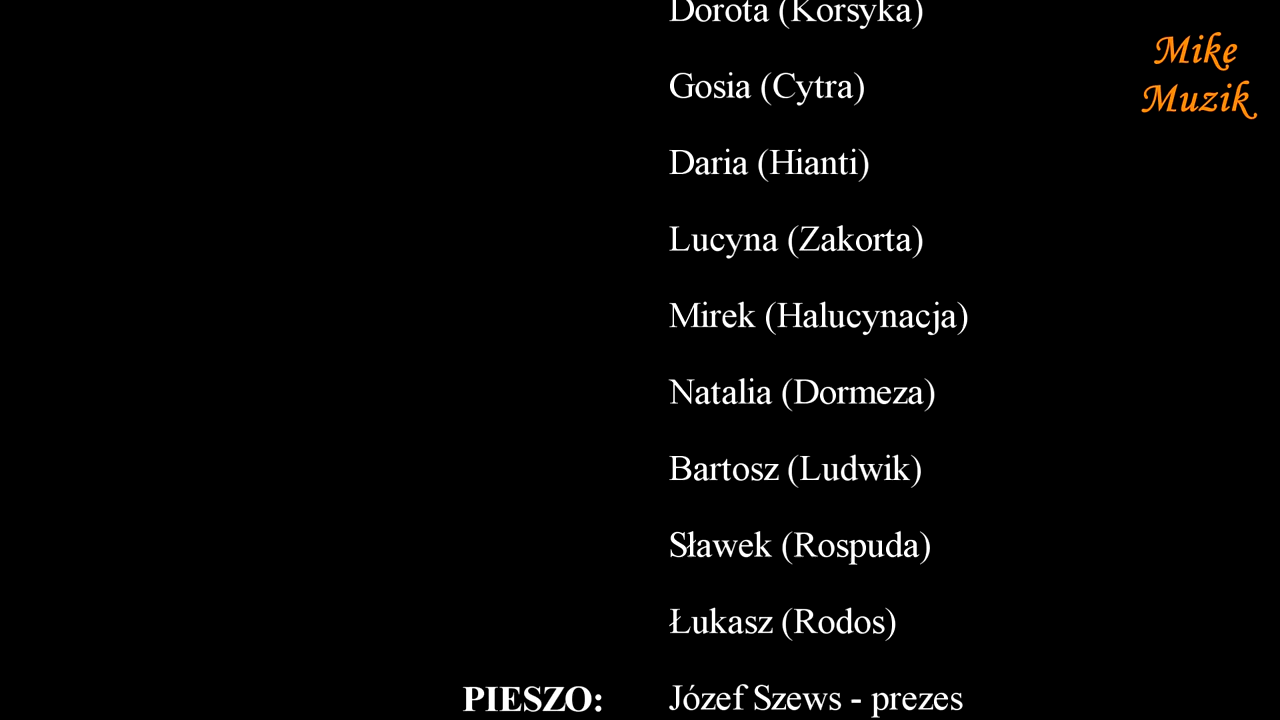 Dorota (Korsyka)
Mike
Muzik
Gosia (Cytra)
Daria (Hianti)
Lucyna (Zakorta)
Mirek (Halucynacja)
Natalia (Dormeza)
Bartosz (Ludwik)
Sławek (Rospuda)
Łukasz (Rodos)
PIESZO: Józef Szews - prezes